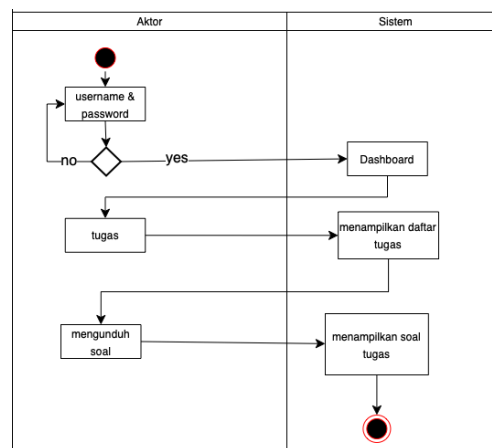 Aktor
Sistem
username &
password
no
yes
Dashboard
tugas
menampilkan daftar
tugas
mengunduh
soal
menampilkan soal
tugas